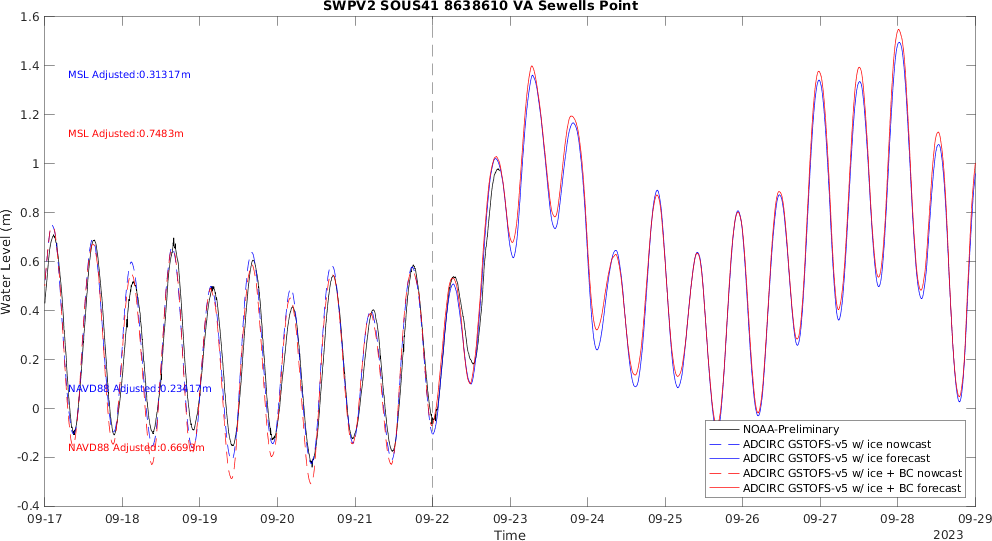 SWPV2 SOUS41 8638610 VA Sewells Point
1.6
1.4
1.2
1
0.8
0.6
0.4
0.2
0
-0.2
-0.4
Water Level (m)
MSL Adjusted:0.31317m
MSL Adjusted:0.7483m
NAVD88 Adjusted:0.23417m
NAVD88 Adjusted:0.6693m
NOAA-Preliminary
ADCIRC GSTOFS-v5 w/ ice nowcast
ADCIRC GSTOFS-v5 w/ ice forecast
ADCIRC GSTOFS-v5 w/ ice + BC nowcast
ADCIRC GSTOFS-v5 w/ ice + BC forecast
09-17 09-18 09-19 09-20 09-21 09-22 09-23 09-24 09-25 09-26 09-27 09-28 09-29
Time
2023